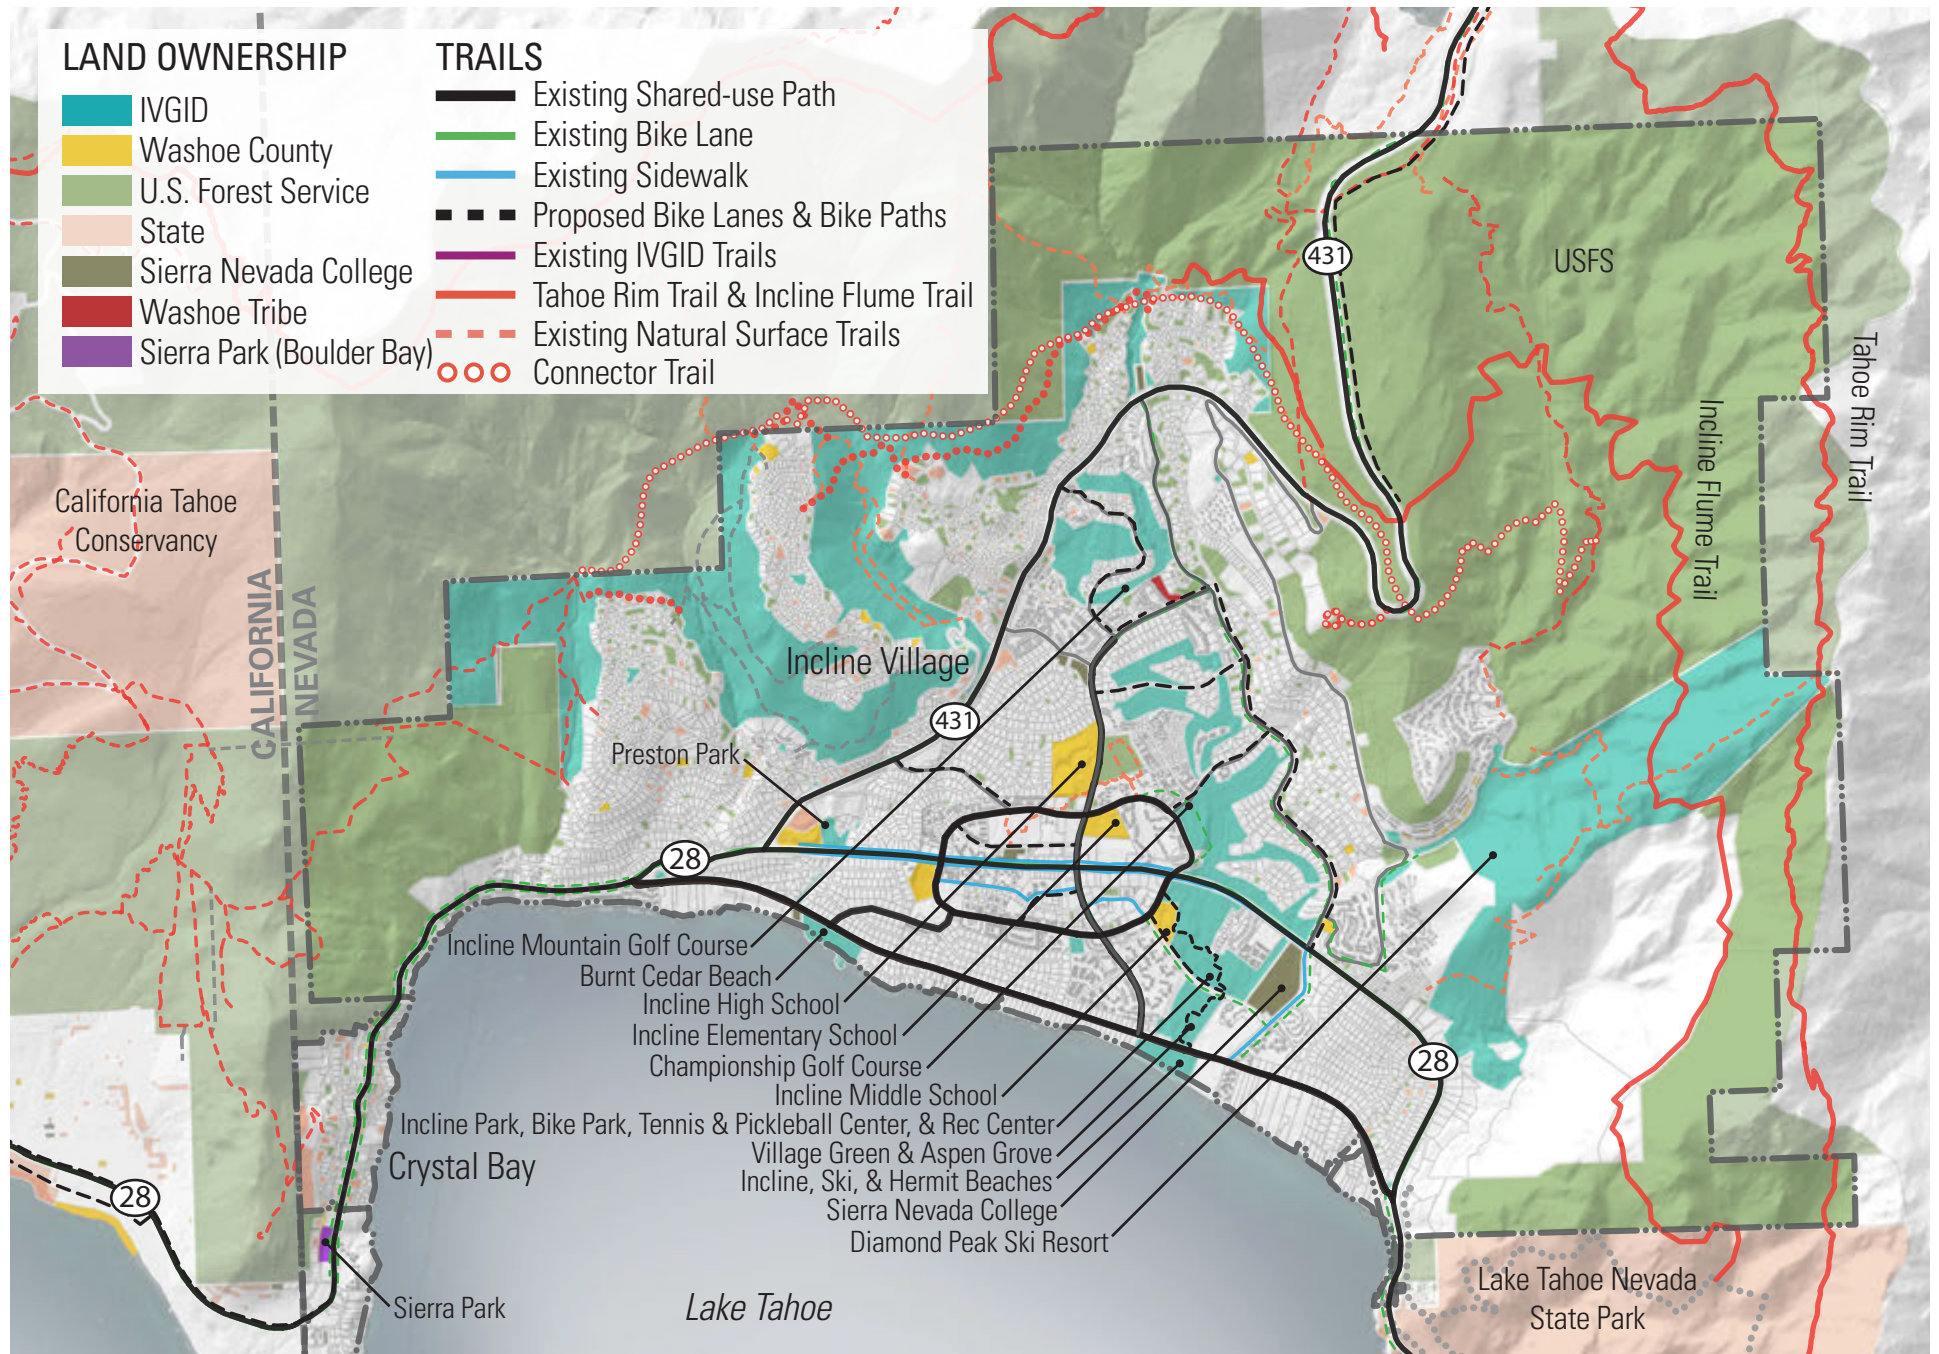 LAND OWNERSHIP
IVGID
Washoe County
U.S. Forest Service
State
Sierra Nevada College
Washoe Tribe
Sierra Park (Boulder Bay)
TRAILS
Existing Shared-use Path
Existing Bike Lane
Existing Sidewalk
Proposed Bike Lanes & Bike Paths
Existing IVGID Trails
Tahoe Rim Trail & Incline Flume Trail
Existing Natural Surface Trails
Connector Trail
431
USFS
Tahoe Rim Trail
Incline Flume Trail
California Tahoe
Conservancy
CALIFORNIA
NEVADA
Incline Village
431
Preston Park
28
Incline Mountain Golf Course
Burnt Cedar Beach
Incline High School
Incline Elementary School
Championship Golf Course
Incline Middle School
Incline Park, Bike Park, Tennis & Pickleball Center, & Rec Center
Village Green & Aspen Grove
Incline, Ski, & Hermit Beaches
Sierra Nevada College
Diamond Peak Ski Resort
28
Crystal Bay
28
Sierra Park
Lake Tahoe
Lake Tahoe Nevada
State Park